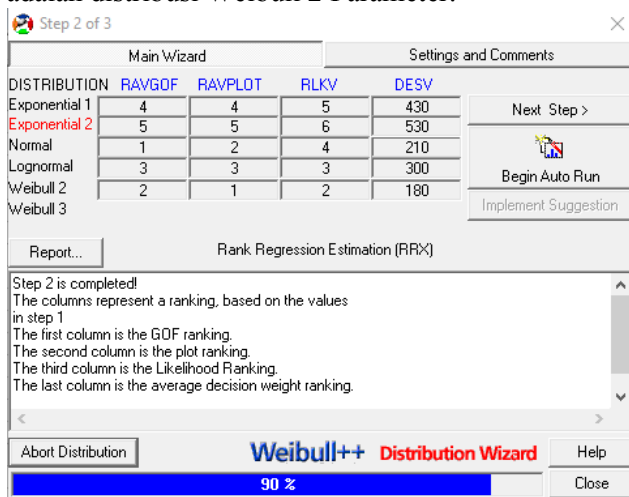 adalah distribusi Weibull 2 Parameter.
Step 2 of 3
Main Wizard Settings and Comments
DISTRIBUTION RAVGOF RAVPLOT RLKV DESV
Exponential 1 4 4 5 430
Exponential 2 5 5 6 530
Normal 1 2 4 210
Lognormal 3 3 3 300
Weibull 2 2 1 2 180
Weibull 3
Next Step >
Begin Auto Run
Implement Suggestion
Report... Rank Regression Estimation (RRX)
Step 2 is completed!
The columns represent a ranking, based on the values
in step 1
The first column is the GOF ranking.
The second column is the plot ranking.
The third column is the Likelihood Ranking.
The last column is the average decision weight ranking.
Abort Distribution Weibull++ Distribution Wizard Help
90 % Close